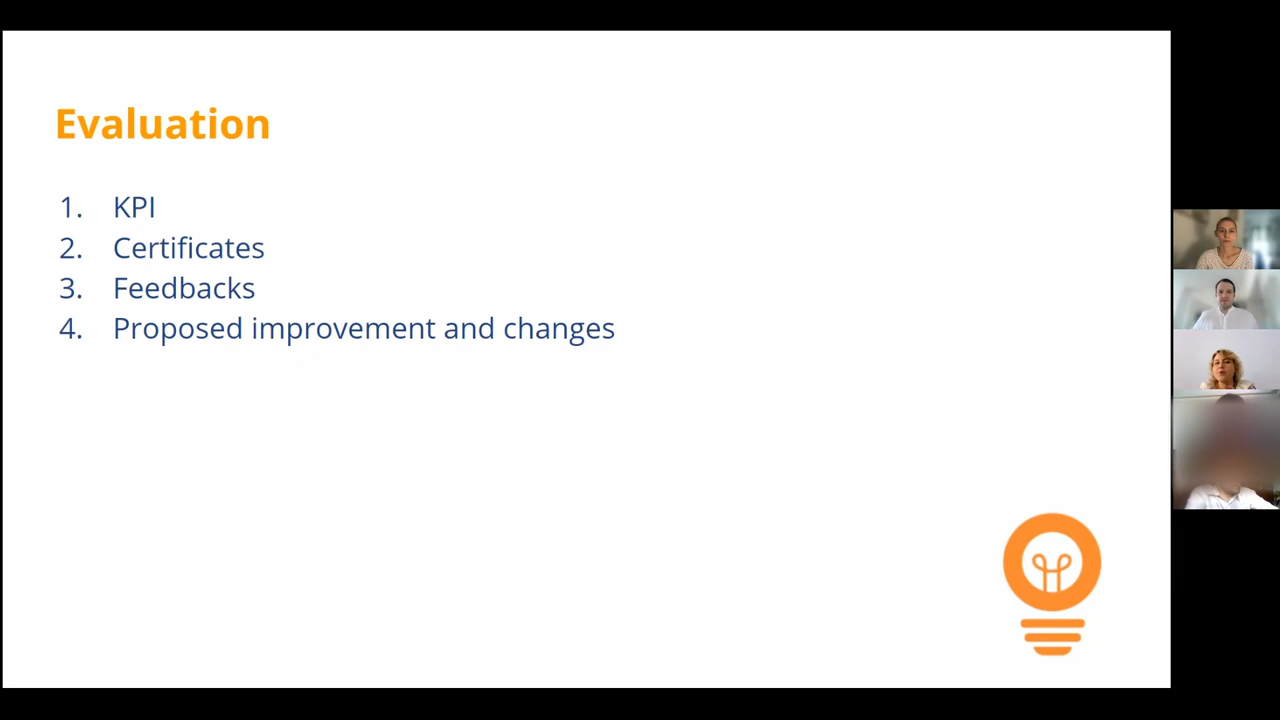 Evaluation
1. KPI
2. Certificates
3. Feedbacks
4. Proposed improvement and changes